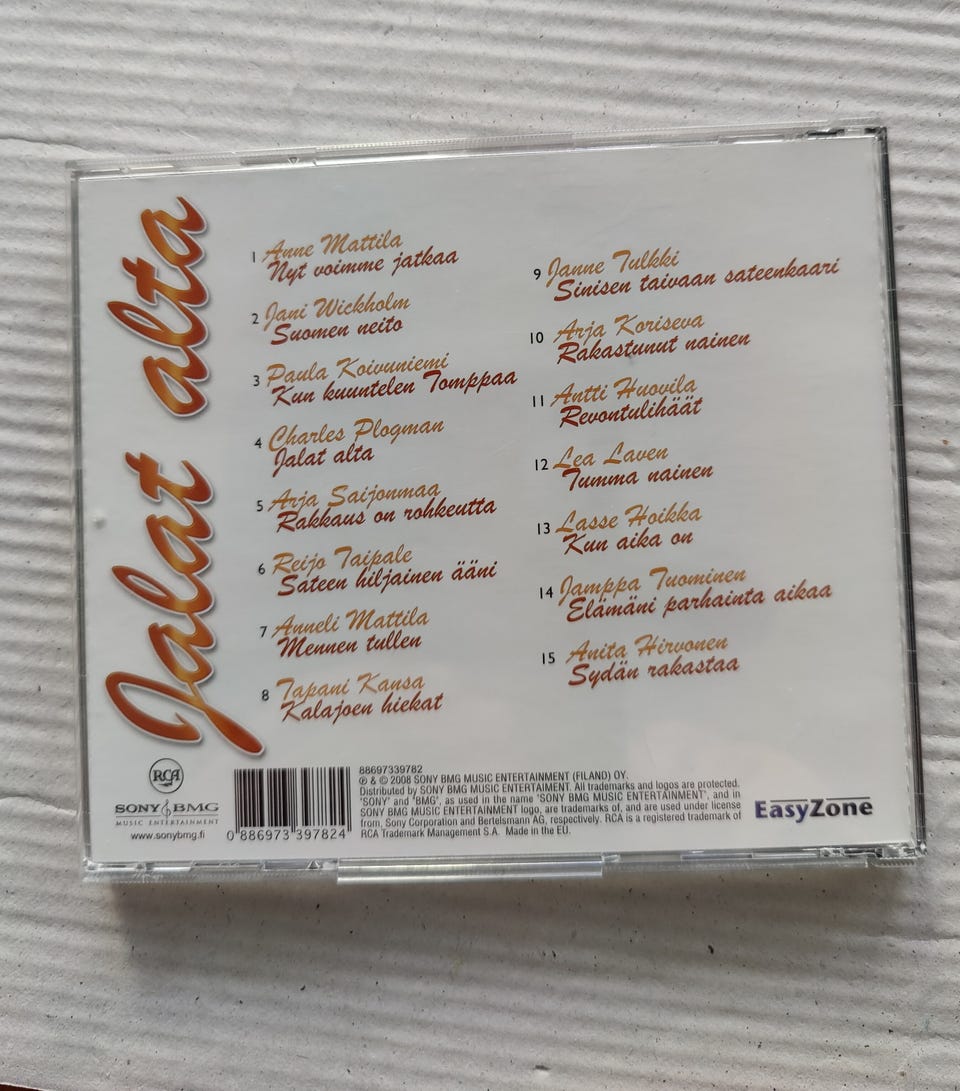 Jalat alta
1 Anne Mattila
Nyt voimme jatkaa
2 Jani Wickholm
Suomen neito
3 Paula Koivuniemi
Kun kuuntelen Tomppaa
4 Charles Plogman
Jalat alta
5 Arja Saijonmaa
Rakkaus on rohkeutta
6 Reijo Taipale
Sateen hiljainen ääni
7 Anneli Mattila
Mennen tullen
8 Tapani Kansa
Kalajoen hiekat
9 Janne Tulkki
Sinisen taivaan sateenkaari
10 Arja Koriseva
Rakastunut nainen
11 Antti Huovila
Revontulihäät
12 Lea Laven
Tumma nainen
13 Lasse Hoikka
Kun aika on
14 Jamppa Tuominen
Elämäni parhainta aikaa
15 Anita Hirvonen
Sydän rakastaa
RCA
SONY BMG
MUSIC ENTERTAINMENT
www.sonybmg.fi
0 886973 397824
88697339782
℗ & © 2008 SONY BMG MUSIC ENTERTAINMENT (FILAND) OY.
Distributed by SONY BMG MUSIC ENTERTAIMENT. All trademarks and logos are protected.
"SONY" and "BMG", as used in the name "SONY BMG MUSIC ENTERTAINMENT", and in
SONY BMG MUSIC ENTERTAINMENT logo, are trademarks of, and are used under license
from, Sony Corporation and Bertelsmann AG, respectively. RCA is a registered trademark of
RCA Trademark Management S.A. Made in the EU.
EasyZone